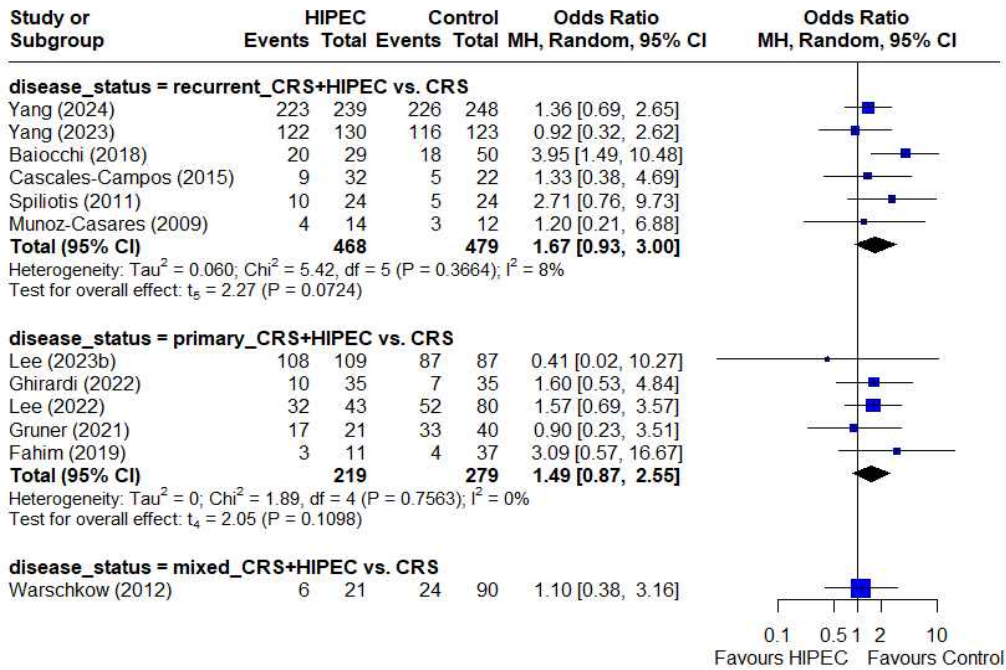 Study or HIPEC Control Odds Ratio Odds Ratio
Subgroup Events Total Events Total MH, Random, 95% CI MH, Random, 95% CI
disease_status = recurrent_CRS+HIPEC vs. CRS
Yang (2024) 223 239 226 248 1.36 [0.69, 2.65]
Yang (2023) 122 130 116 123 0.92 [0.32, 2.62]
Baiocchi (2018) 20 29 18 50 3.95 [1.49, 10.48]
Cascales-Campos (2015) 9 32 5 22 1.33 [0.38, 4.69]
Spiliotis (2011) 10 24 5 24 2.71 [0.76, 9.73]
Munoz-Casares (2009) 4 14 3 12 1.20 [0.21, 6.88]
Total (95% CI) 468 479 1.67 [0.93, 3.00]
Heterogeneity: Tau² = 0.060; Chi² = 5.42, df = 5 (P = 0.3664); I² = 8%
Test for overall effect: t₅ = 2.27 (P = 0.0724)
disease_status = primary_CRS+HIPEC vs. CRS
Lee (2023b) 108 109 87 87 0.41 [0.02, 10.27]
Ghirardi (2022) 10 35 7 35 1.60 [0.53, 4.84]
Lee (2022) 32 43 52 80 1.57 [0.69, 3.57]
Gruner (2021) 17 21 33 40 0.90 [0.23, 3.51]
Fahim (2019) 3 11 4 37 3.09 [0.57, 16.67]
Total (95% CI) 219 279 1.49 [0.87, 2.55]
Heterogeneity: Tau² = 0; Chi² = 1.89, df = 4 (P = 0.7563); I² = 0%
Test for overall effect: t₄ = 2.05 (P = 0.1098)
disease_status = mixed_CRS+HIPEC vs. CRS
Warschkow (2012) 6 21 24 90 1.10 [0.38, 3.16]
0.1 0.5 1 2 10
Favours HIPEC Favours Control